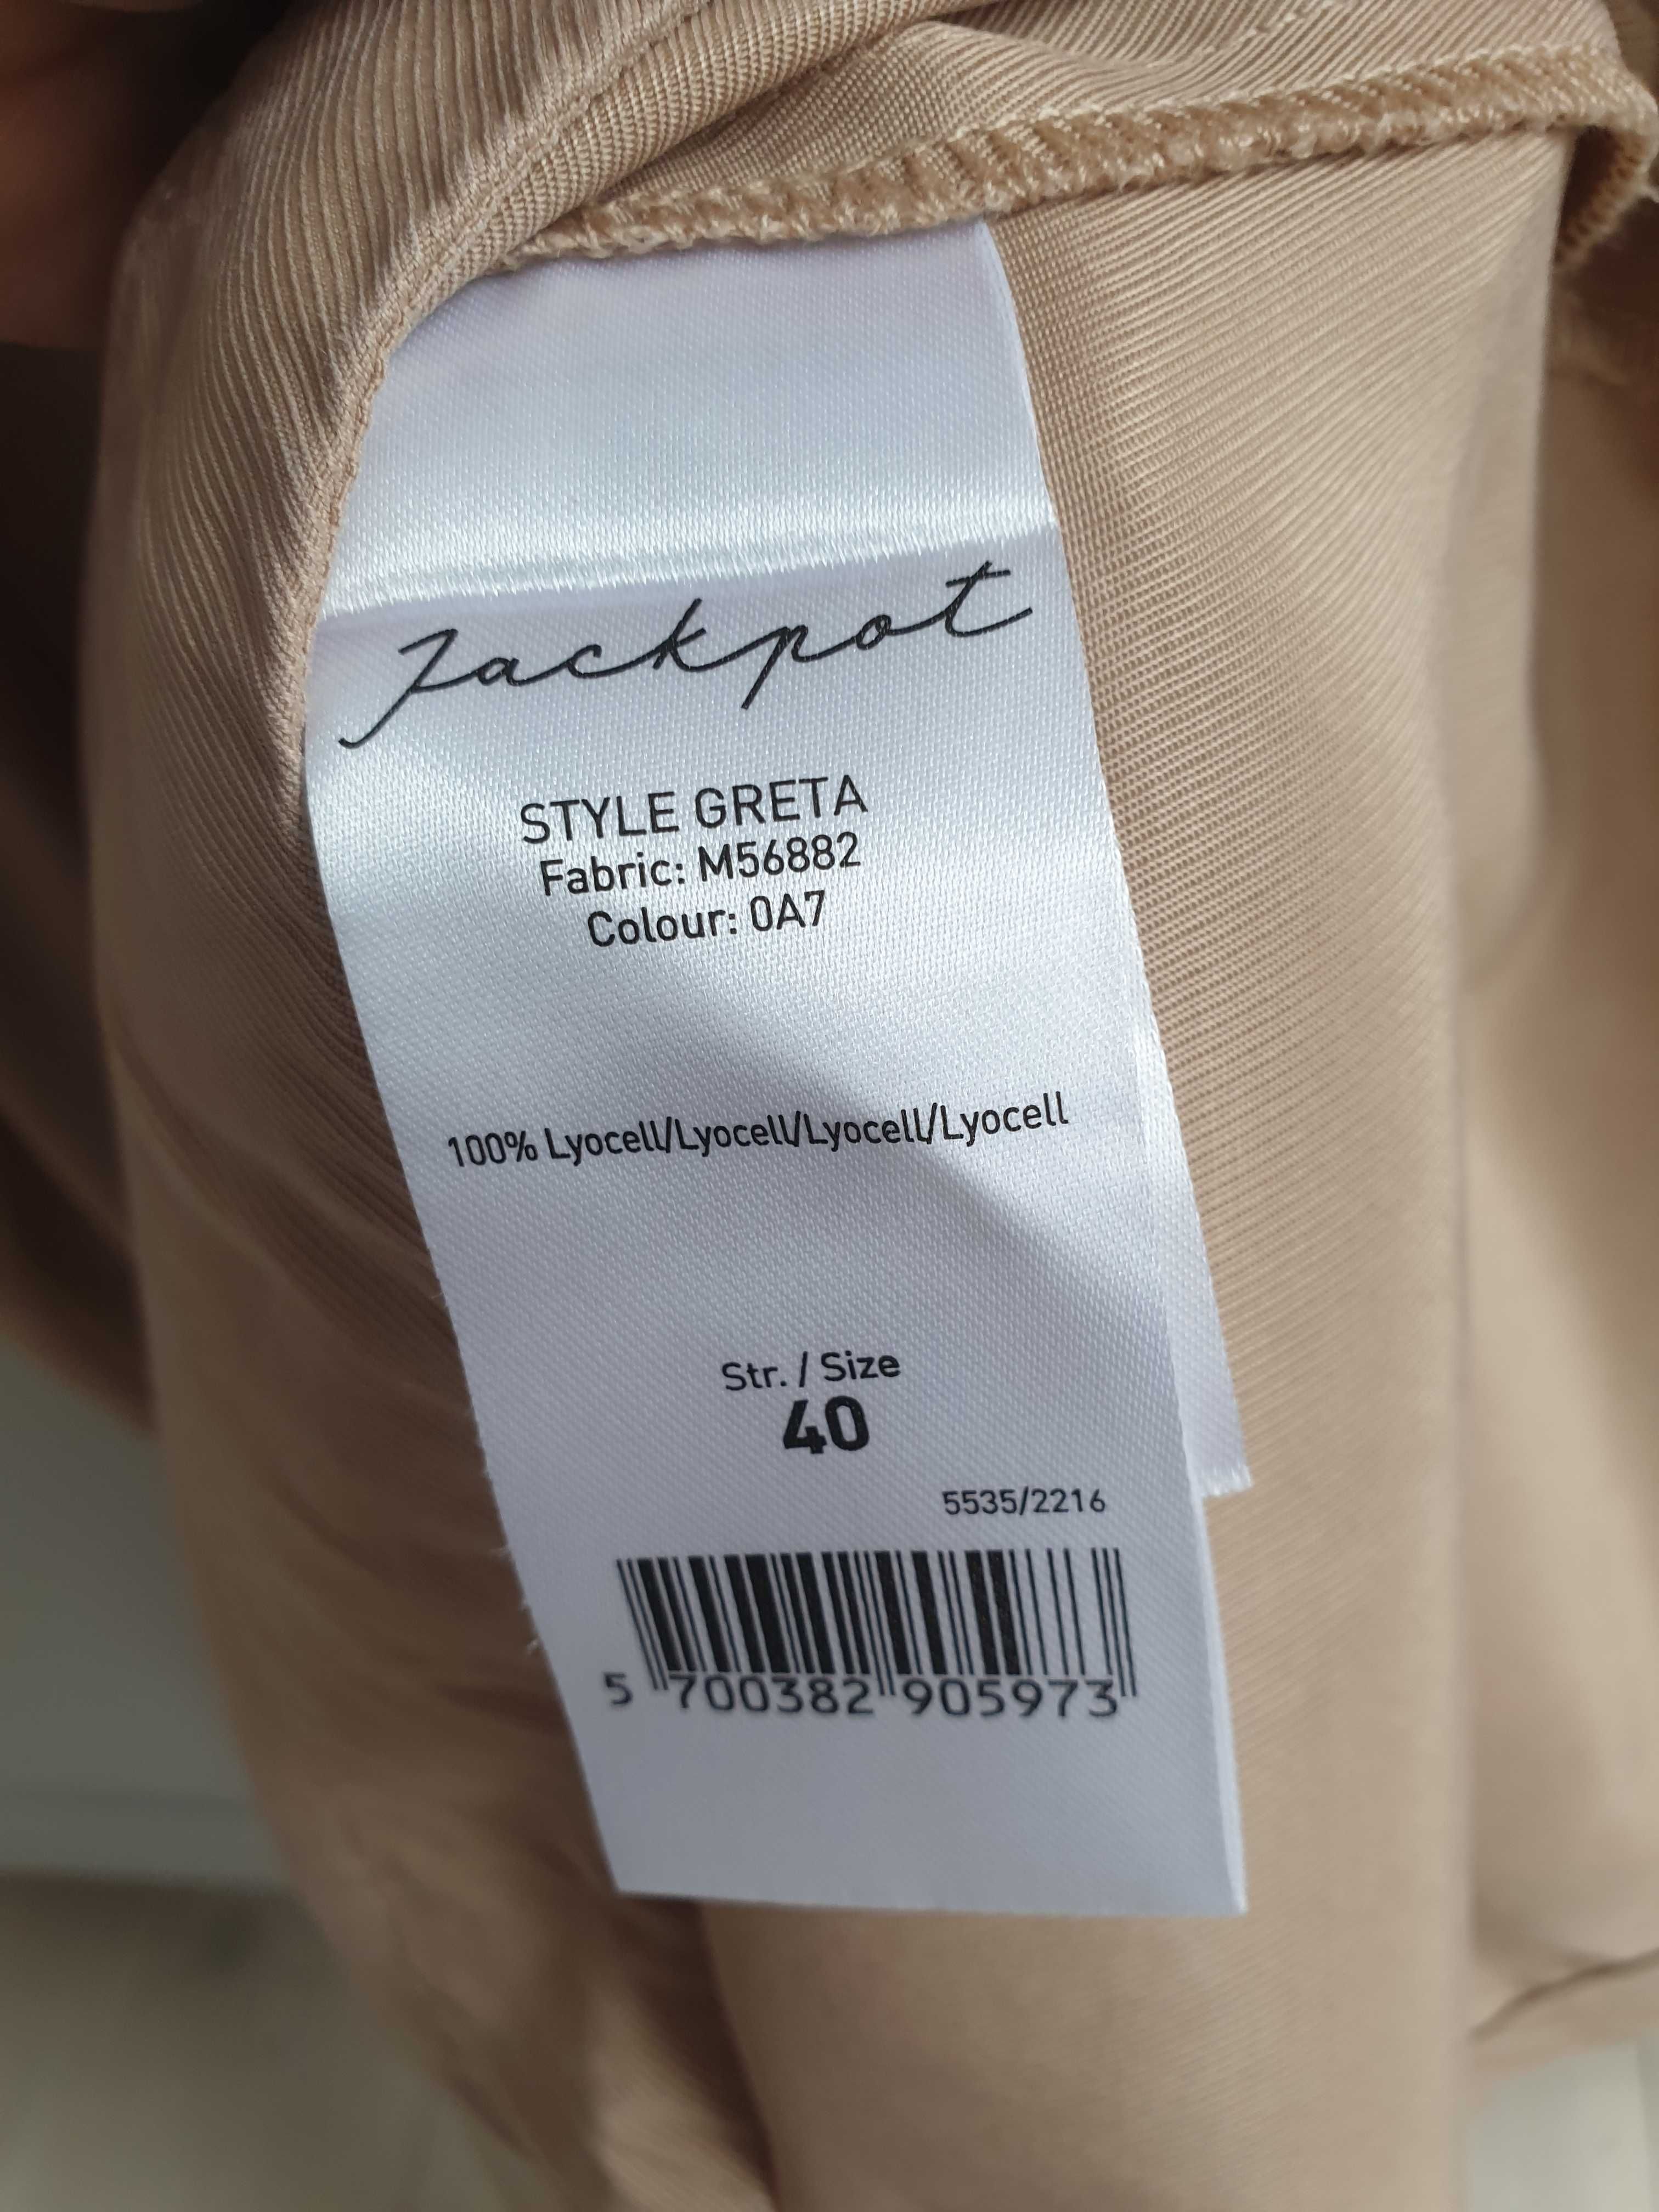 Jackpot
STYLE GRETA
Fabric: M56882
Colour: 0A7
100% Lyocell/Lyocell/Lyocell/Lyocell
Str. / Size
40
5535/2216
5 700382 905973